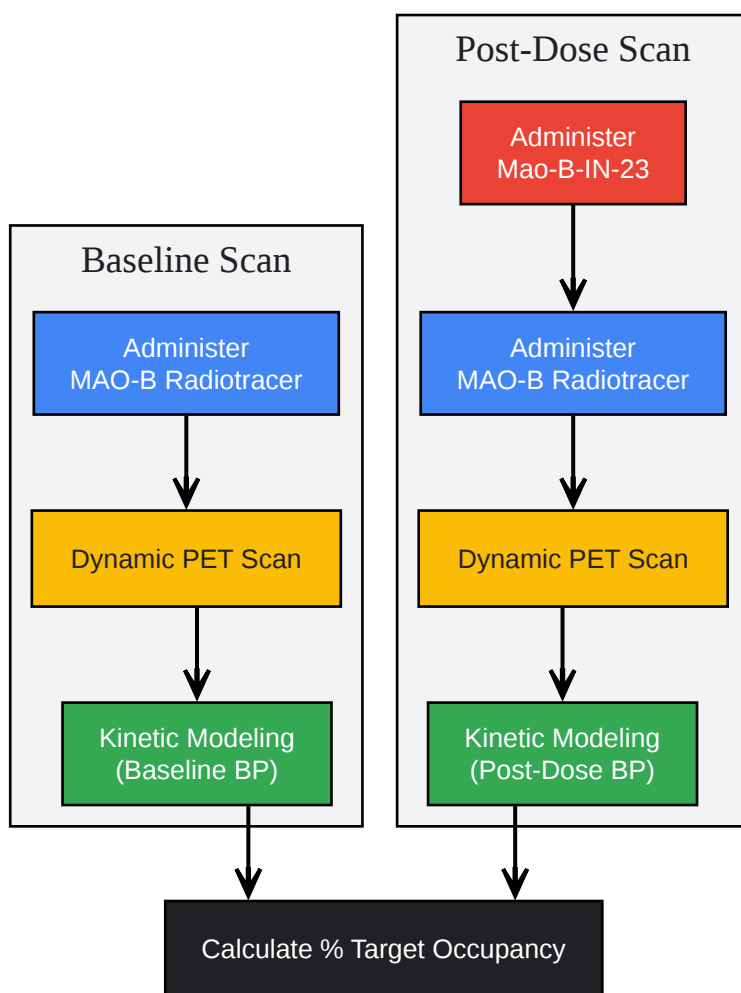 Post-Dose Scan
Administer
Mao-B-IN-23
Baseline Scan
Administer
MAO-B Radiotracer
Administer
MAO-B Radiotracer
Dynamic PET Scan
Dynamic PET Scan
Kinetic Modeling
(Baseline BP)
Kinetic Modeling
(Post-Dose BP)
Calculate % Target Occupancy